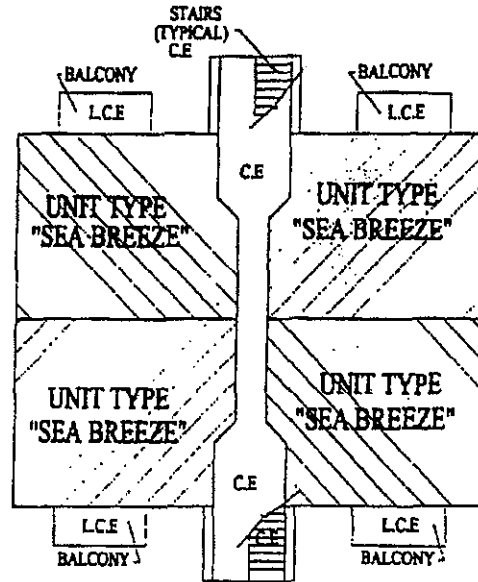 STAIRS
(TYPICAL)
C.E
BALCONY
L.C.E
BALCONY
L.C.E
C.E
UNIT TYPE
"SEA BREEZE"
UNIT TYPE
"SEA BREEZE"
UNIT TYPE
"SEA BREEZE"
UNIT TYPE
"SEA BREEZE"
C.E
C.E
L.C.E
BALCONY
L.C.E
BALCONY